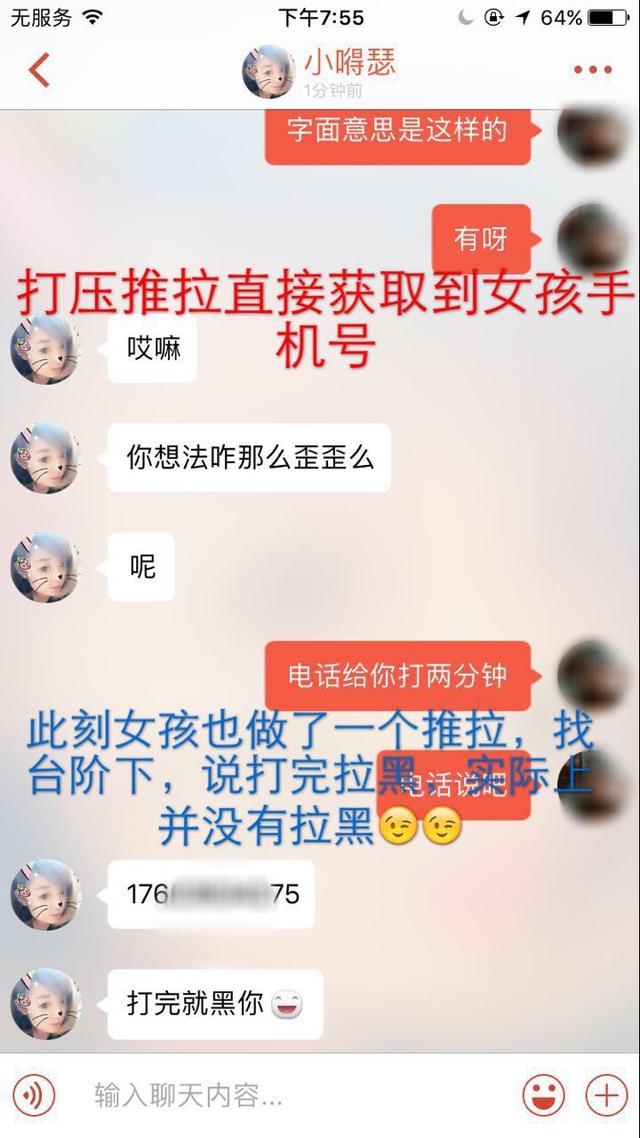 无服务 下午7:55 64%
小嘚瑟
1分钟前
字面意思是这样的
有呀
打压推拉直接获取到女孩手
机号
哎嘛
你想法咋那么歪歪么
呢
电话给你打两分钟
此刻女孩也做了一个推拉，找
台阶下，说打完拉黑，实际上
电话说吧
并没有拉黑😉😉
176 75
打完就黑你😄
输入聊天内容...